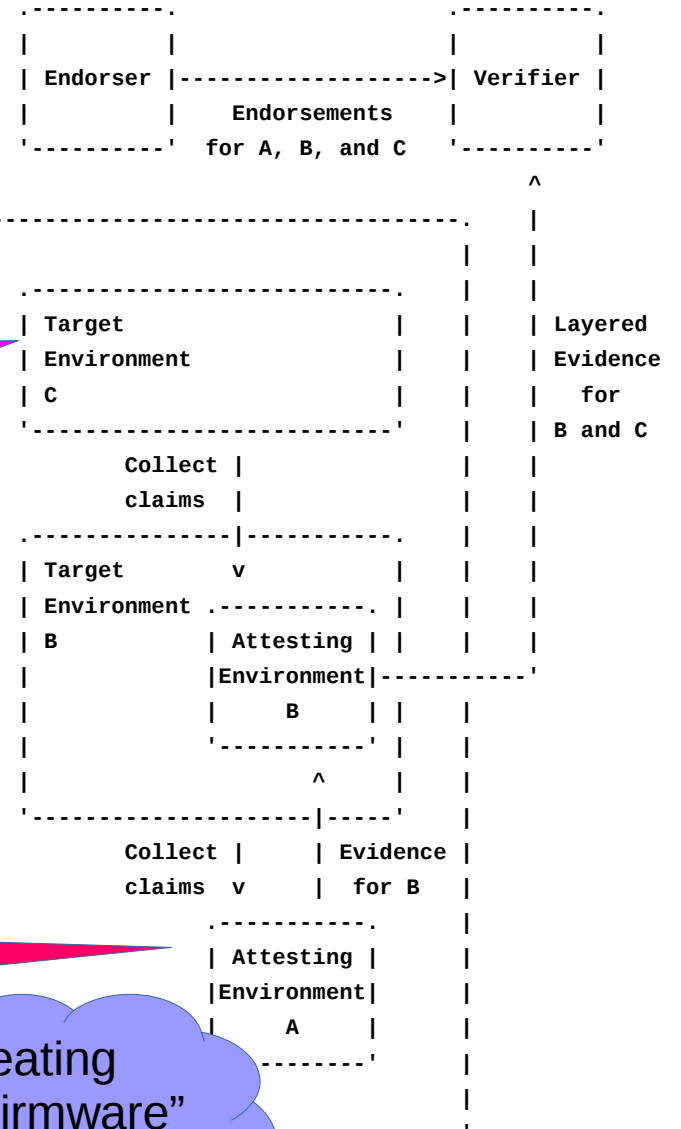 Endorser
Verifier
Endorsements
for A, B, and C
Target
Environment
C
Layered
Evidence
for
B and C
Collect
claims
Target
Environment
B
Attesting
Environment
B
Collect
claims
Evidence
for B
Attesting
Environment
A
eating
irmware”